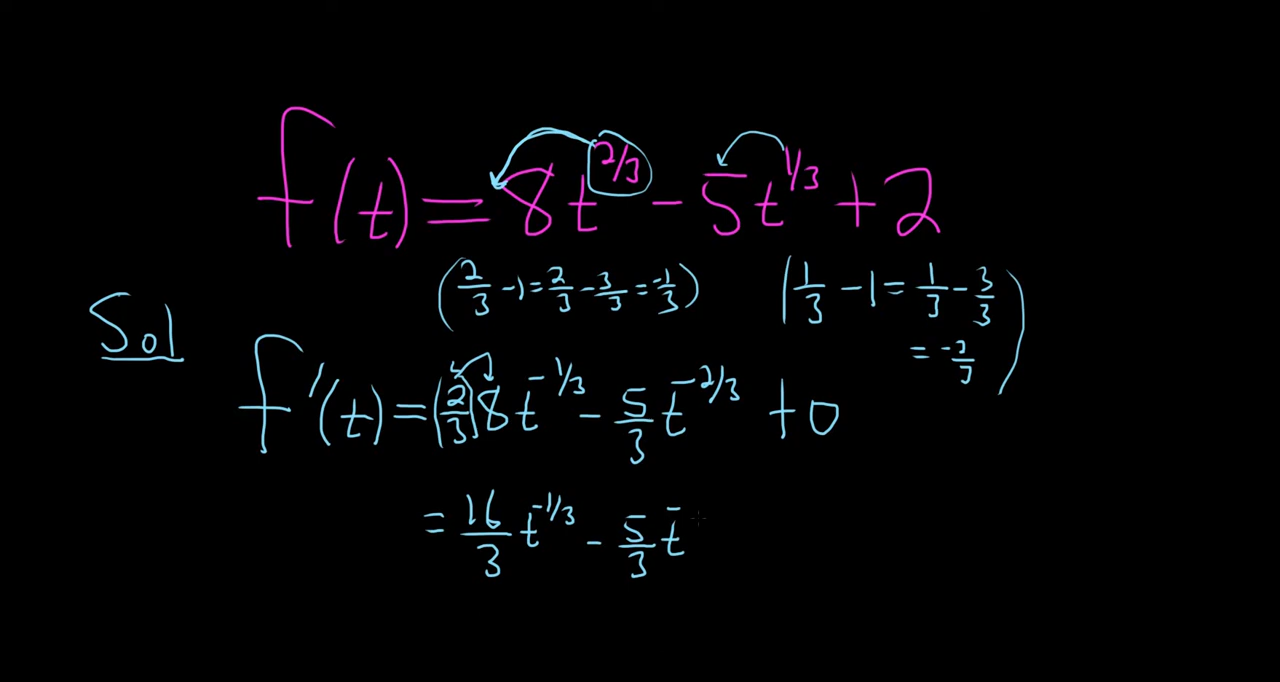 f(t) = 8t^{2/3} - 5t^{1/3} + 2
(2/3 - 1 = 2/3 - 3/3 = -1/3) (1/3 - 1 = 1/3 - 3/3
= -2/3)
Sol
f'(t) = (2/3)8t^{-1/3} - 5/3 t^{-2/3} + 0
= 16/3 t^{-1/3} - 5/3 t^{-